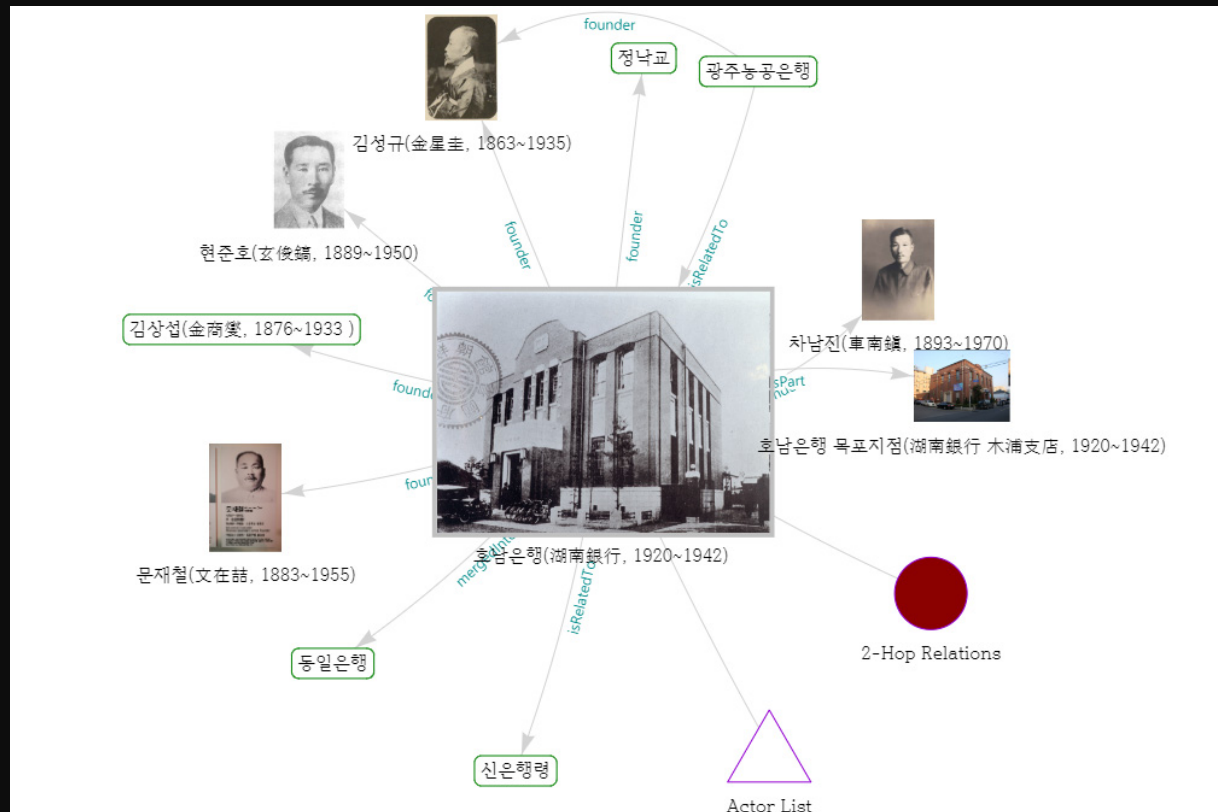 founder
정낙교
광주농공은행
김성규(金星圭, 1863~1935)
현준호(玄俊鎬, 1889~1950)
founder
founder
isRelatedTo
김상섭(金商燮, 1876~1933 )
차남진(車南鎭, 1893~1970)
호남은행 목포지점(湖南銀行 木浦支店, 1920~1942)
문재철(文在喆, 1883~1955)
호남은행(湖南銀行, 1920~1942)
mergedInto
isRelatedTo
동일은행
2-Hop Relations
신은행령
Actor List